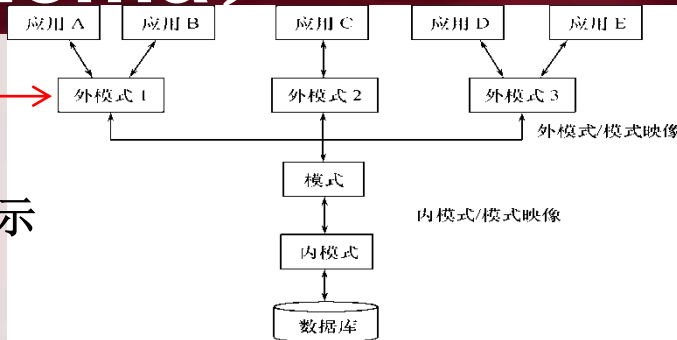 应用 A 应用 B 应用 C 应用 D 应用 E
外模式 1 外模式 2 外模式 3
外模式/模式映像
模式
示
内模式/模式映像
内模式
数据库